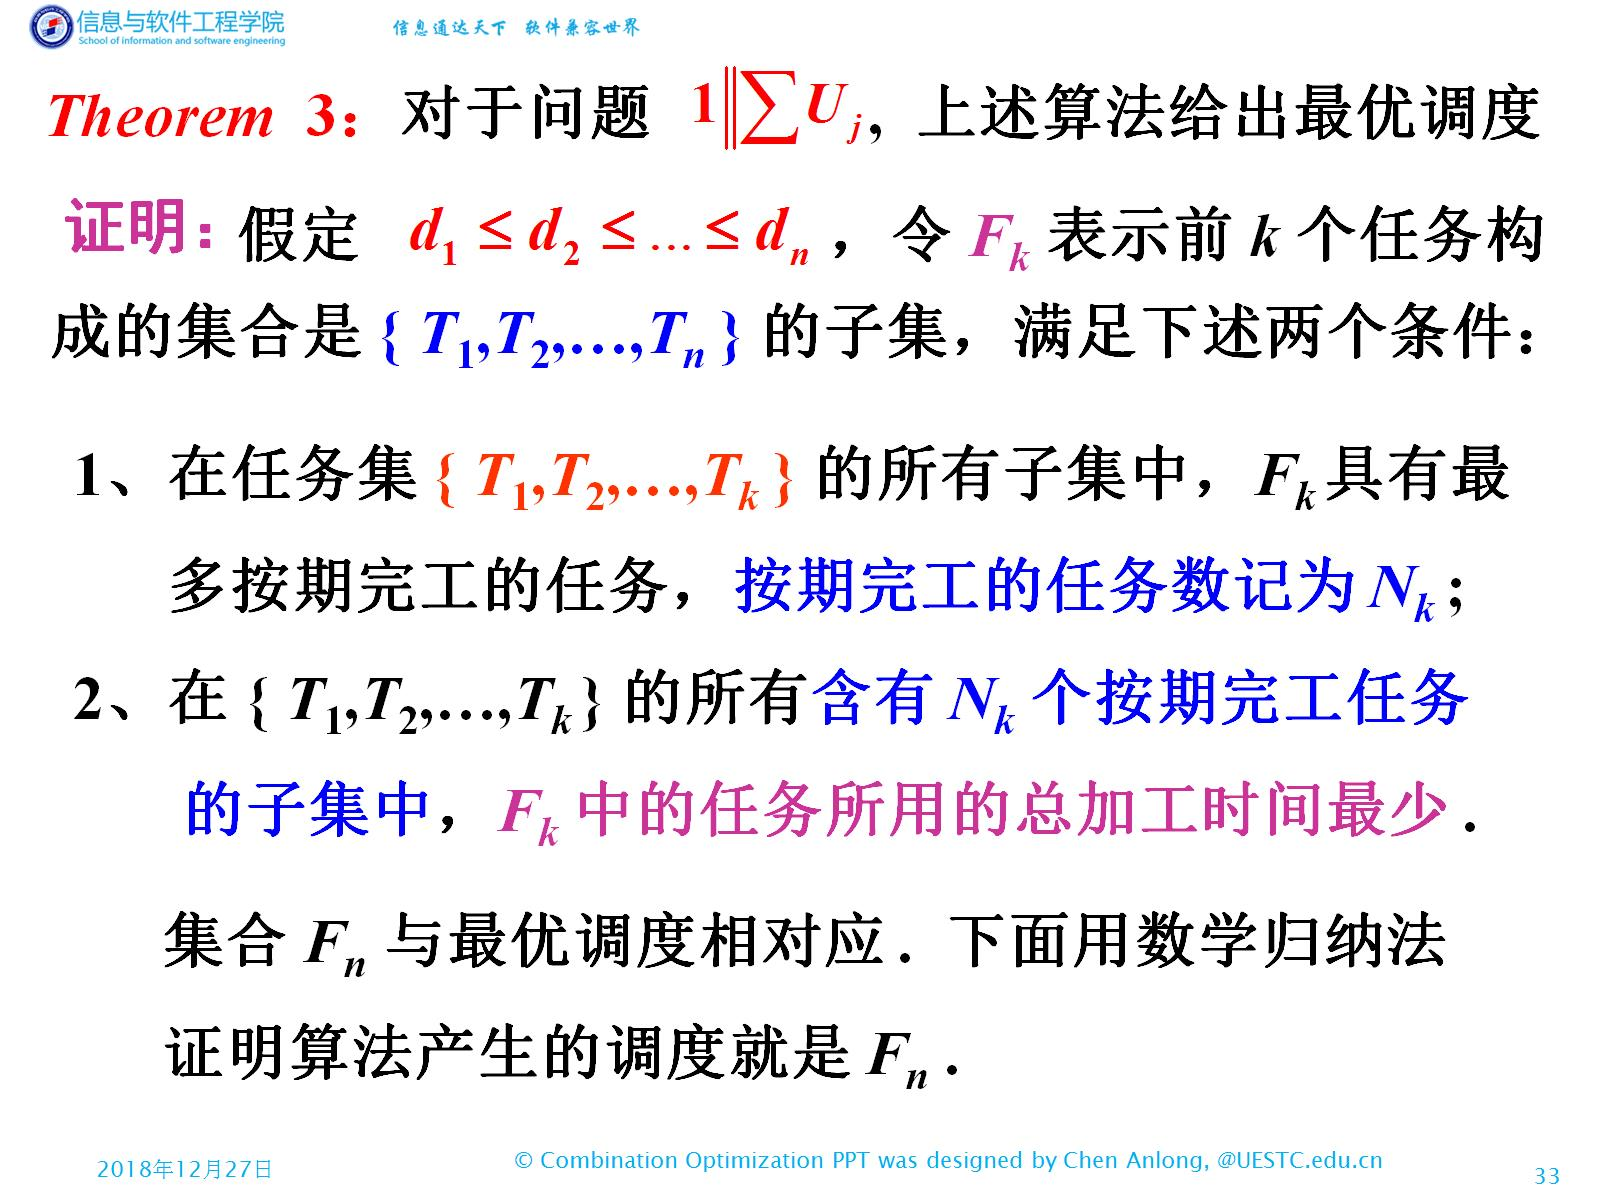 信息与软件工程学院
School of information and software engineering
信息通达天下 软件兼容世界
Theorem 3：对于问题 1||∑U_j，上述算法给出最优调度
证明：假定 d_1 ≤ d_2 ≤ ... ≤ d_n ，令 F_k 表示前 k 个任务构
成的集合是 { T_1,T_2,…,T_n } 的子集，满足下述两个条件：
1、在任务集 { T_1,T_2,…,T_k } 的所有子集中，F_k 具有最
多按期完工的任务，按期完工的任务数记为 N_k ；
2、在 { T_1,T_2,…,T_k } 的所有含有 N_k 个按期完工任务
的子集中，F_k 中的任务所用的总加工时间最少 .
集合 F_n 与最优调度相对应 . 下面用数学归纳法
证明算法产生的调度就是 F_n .
2018年12月27日
© Combination Optimization PPT was designed by Chen Anlong, @UESTC.edu.cn
33